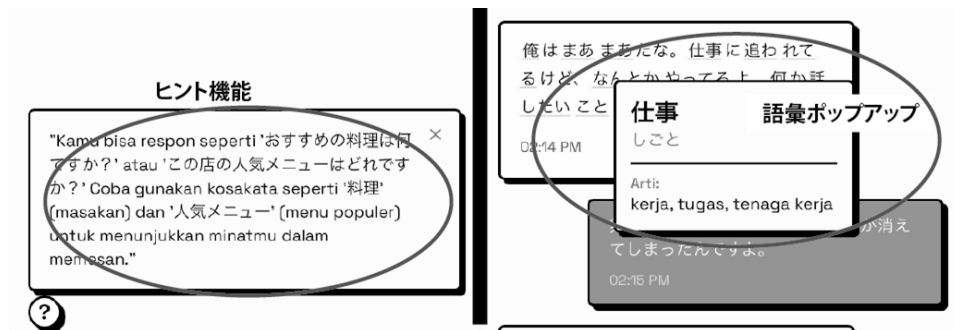 ヒント機能
"Kamu bisa respon seperti 'おすすめの料理は何
ですか?' atau 'この店の人気メニューはどれです
か?' Coba gunakan kosakata seperti '料理'
(masakan) dan '人気メニュー' (menu populer)
untuk menunjukkan minatmu dalam
memesan."
?
俺はまあまあだな。仕事に追われて
るけど、なんとかやってるよ。何か話
したいこと
02:14 PM
仕事
しごと
語彙ポップアップ
Arti:
kerja, tugas, tenaga kerja
が消え
てしまったんですよ。
02:15 PM